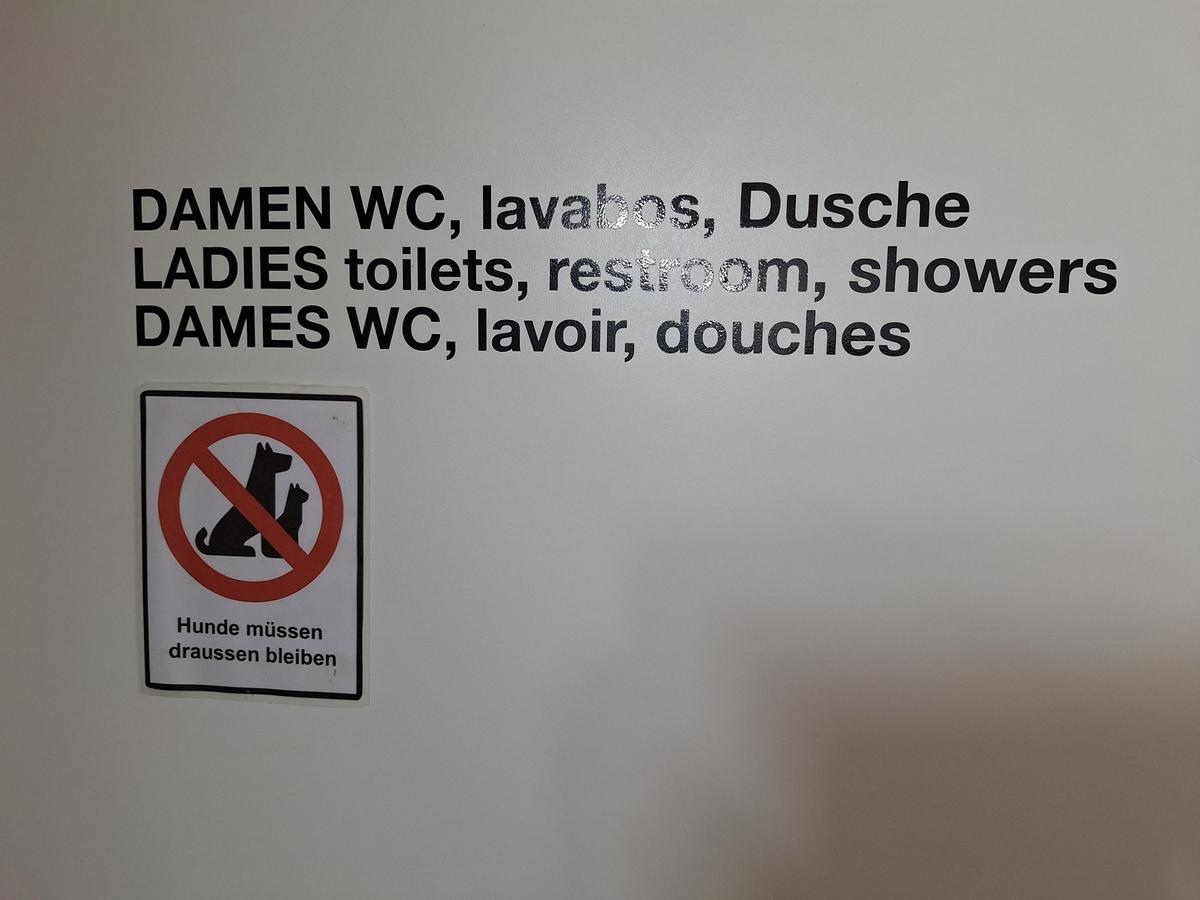 DAMEN WC, lavabos, Dusche
LADIES toilets, restroom, showers
DAMES WC, lavoir, douches
Hunde müssen
draussen bleiben